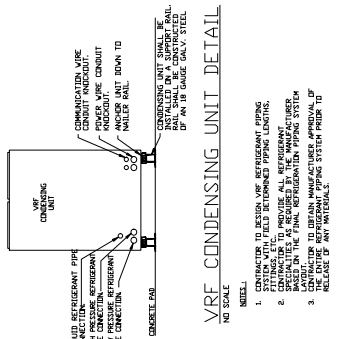 COMMUNICATION WIRE
CONDUIT KNOCKOUT.
POWER WIRE CONDUIT
KNOCKOUT.
ANCHOR UNIT DOWN TO
NAILER RAIL.
CONDENSING UNIT SHALL BE
INSTALLED ON A SUPPORT RAIL.
RAIL SHALL BE CONSTRUCTED
OF AN 18 GAUGE GALV. STEEL
VRF
CONDENSING
UNIT
UID REFRIGERANT PIPE
NNECTION.
H PRESSURE REFRIGERANT
E CONNECTION.
PRESSURE REFRIGERANT
E CONNECTION.
CONCRETE PAD
VRF CONDENSING UNIT DETAIL
NO SCALE
NOTES:
1. CONTRACTOR TO DESIGN VRF REFRIGERANT PIPING
SYSTEM WITH FIELD DETERMINED PIPING LENGTHS,
FITTINGS, ETC.
2. CONTRACTOR TO PROVIDE ALL REFRIGERANT
SPECIALITIES AS REQUIRED BY THE MANUFACTURER
BASED ON THE FINAL REFRIGERATION PIPING SYSTEM
LAYOUT.
3. CONTRACTOR TO OBTAIN MANUFACTURE APPROVAL OF
THE ENTIRE REFRIGERANT PIPING SYSTEM PRIOR TO
RELEASE OF ANY MATERIALS.